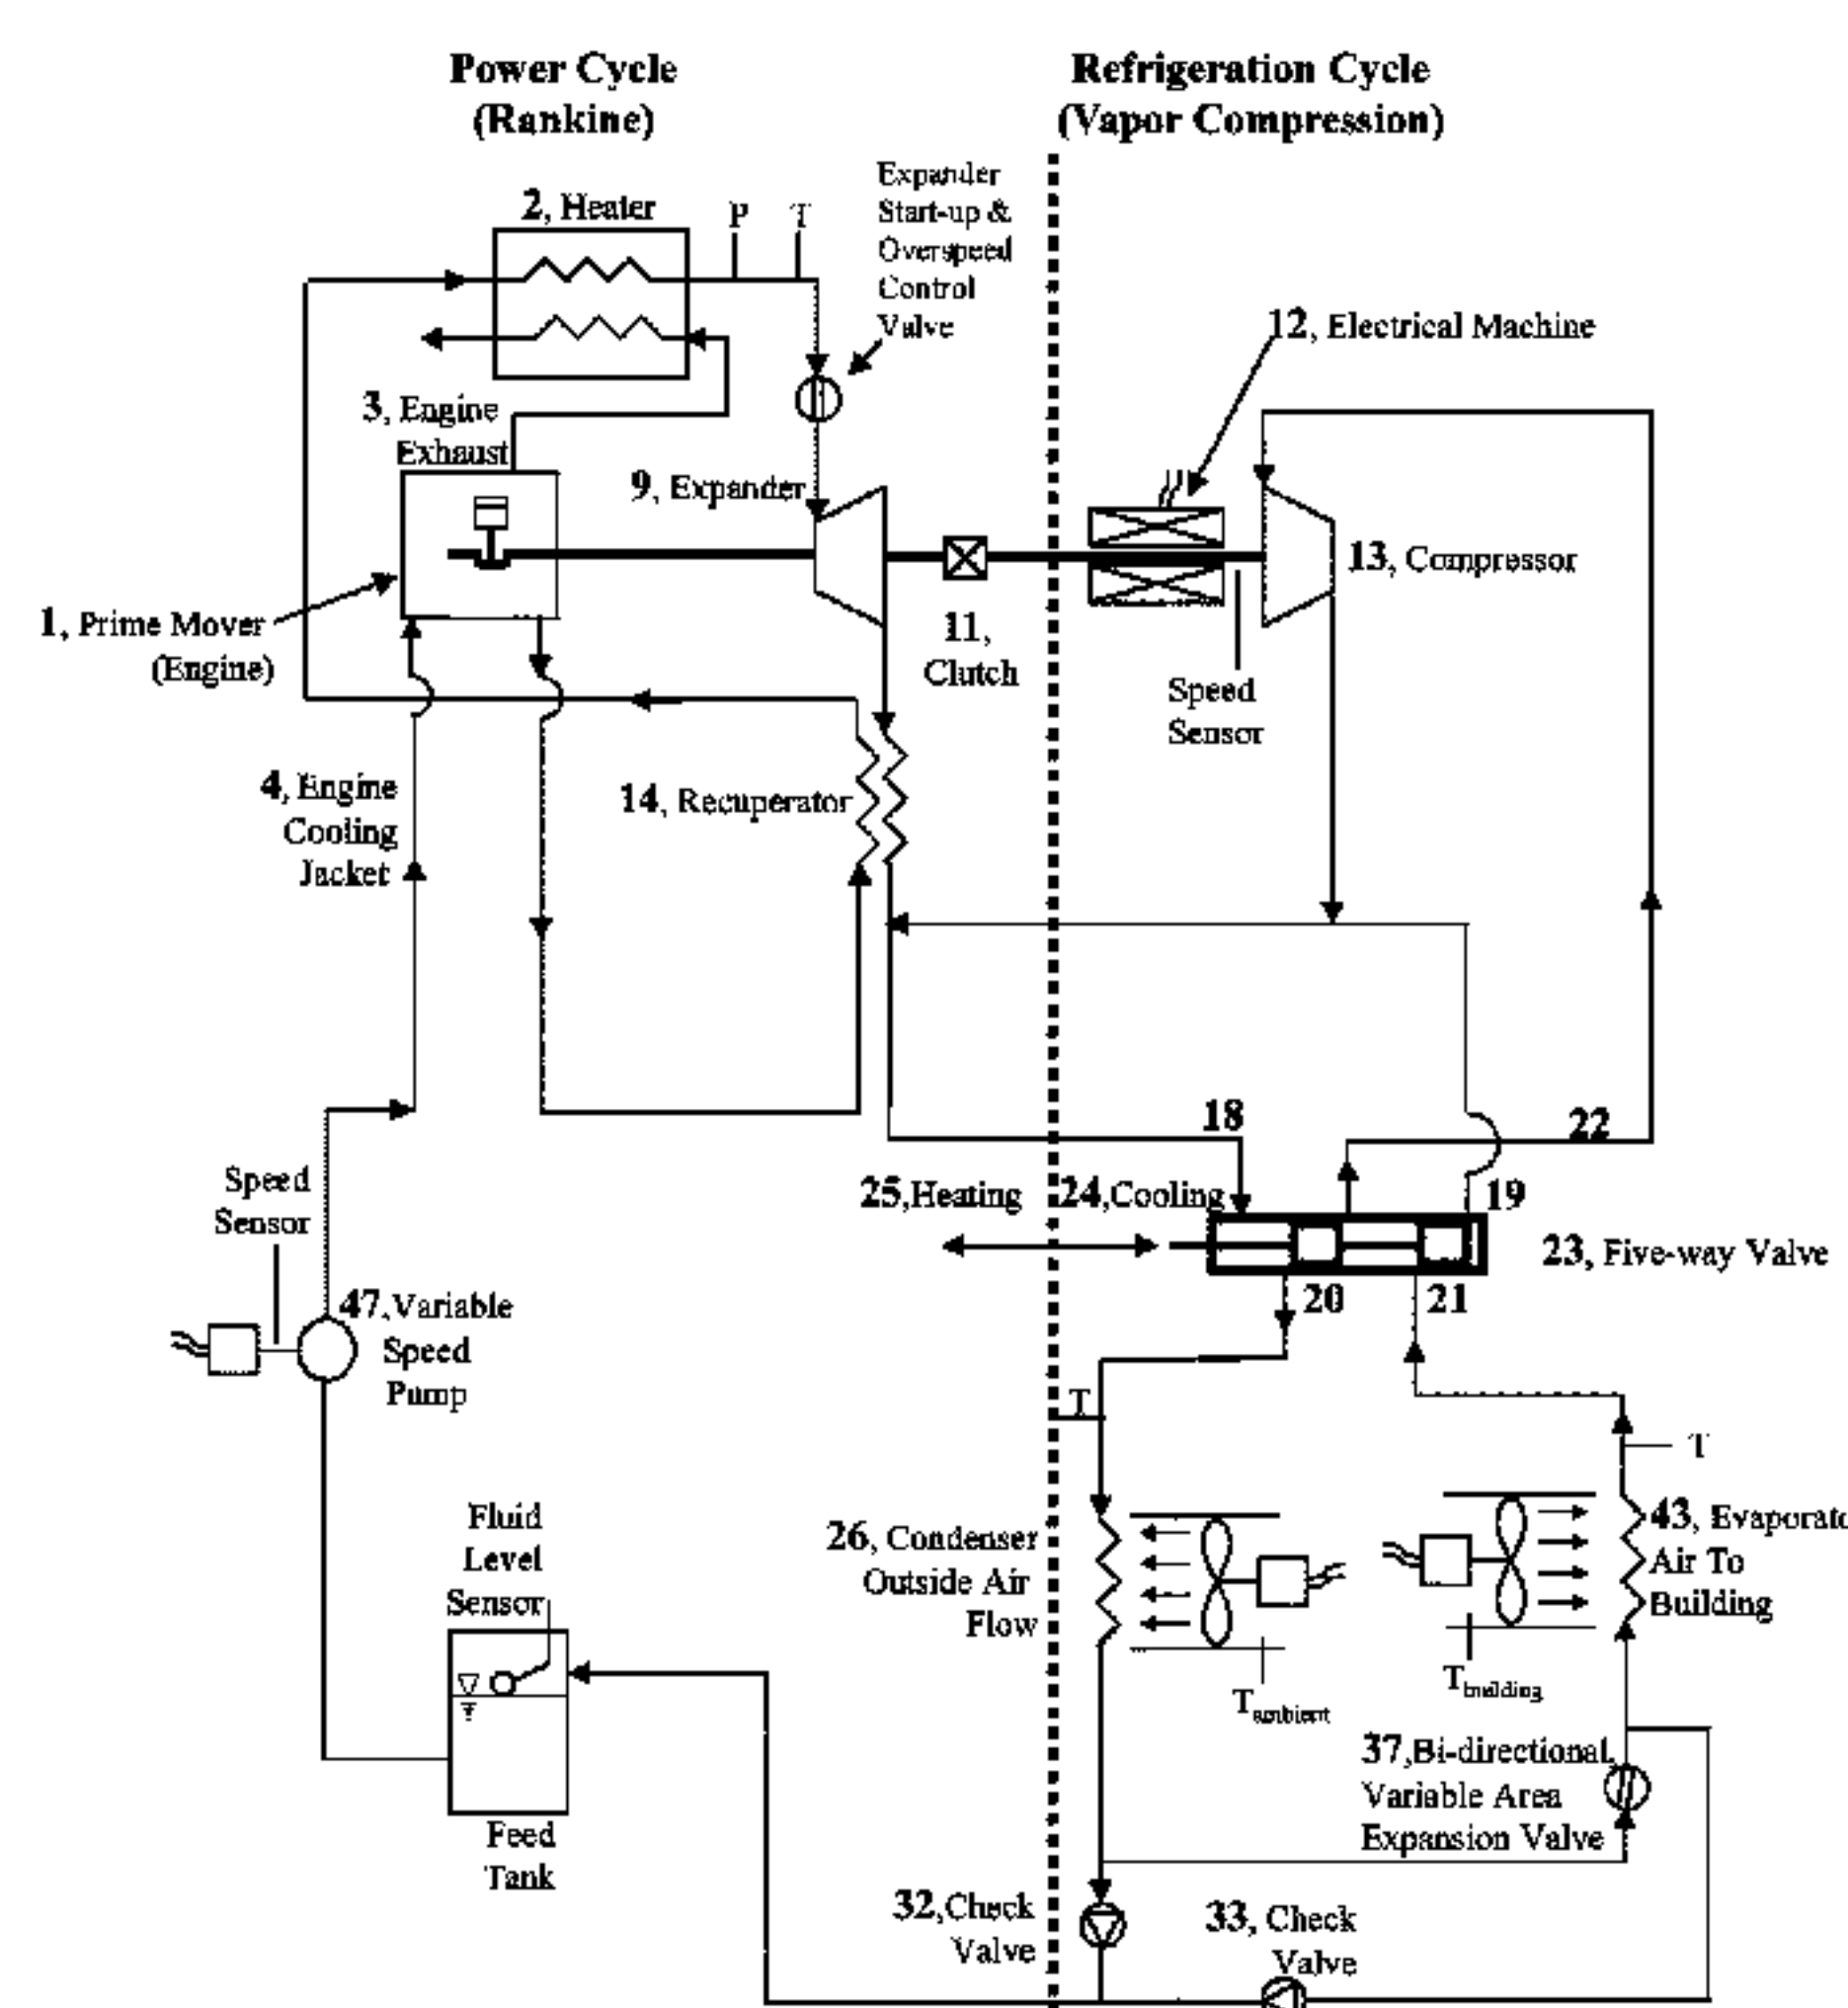 Power Cycle
(Rankine)
Refrigeration Cycle
(Vapor Compression)
Expander
Start-up &
Overspeed
Control
Valve
2, Heater
P
T
12, Electrical Machine
3, Engine
Exhaust
9, Expander
13, Compressor
1, Prime Mover
(Engine)
11,
Clutch
Speed
Sensor
4, Engine
Cooling
Jacket
14, Recuperator
18
22
25,Heating
24,Cooling
19
Speed
Sensor
23, Five-way Valve
20
21
47,Variable
Speed
Pump
T
T
Fluid
Level
Sensor
26, Condenser
Outside Air
Flow
43, Evaporato
Air To
Building
Tambient
Tbuilding
37,Bi-directional
Variable Area
Expansion Valve
Feed
Tank
32,Check
Valve
33, Check
Valve